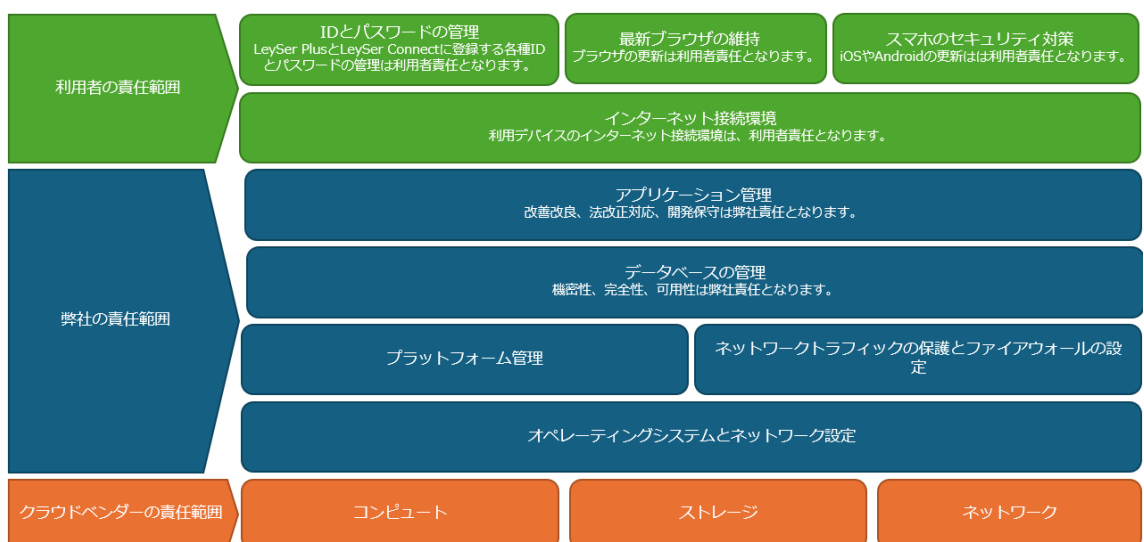 利用者の責任範囲
IDとパスワードの管理
LeySer PlusとLeySer Connectに登録する各種ID
とパスワードの管理は利用者責任となります。
最新ブラウザの維持
ブラウザの更新は利用者責任となります。
スマホのセキュリティ対策
iOSやAndroidの更新はは利用者責任となります。
インターネット接続環境
利用デバイスのインターネット接続環境は、利用者責任となります。
弊社の責任範囲
アプリケーション管理
改善改良、法改正対応、開発保守は弊社責任となります。
データベースの管理
機密性、完全性、可用性は弊社責任となります。
プラットフォーム管理
ネットワークトラフィックの保護とファイアウォールの設
定
オペレーティングシステムとネットワーク設定
クラウドベンダーの責任範囲
コンピュート
ストレージ
ネットワーク